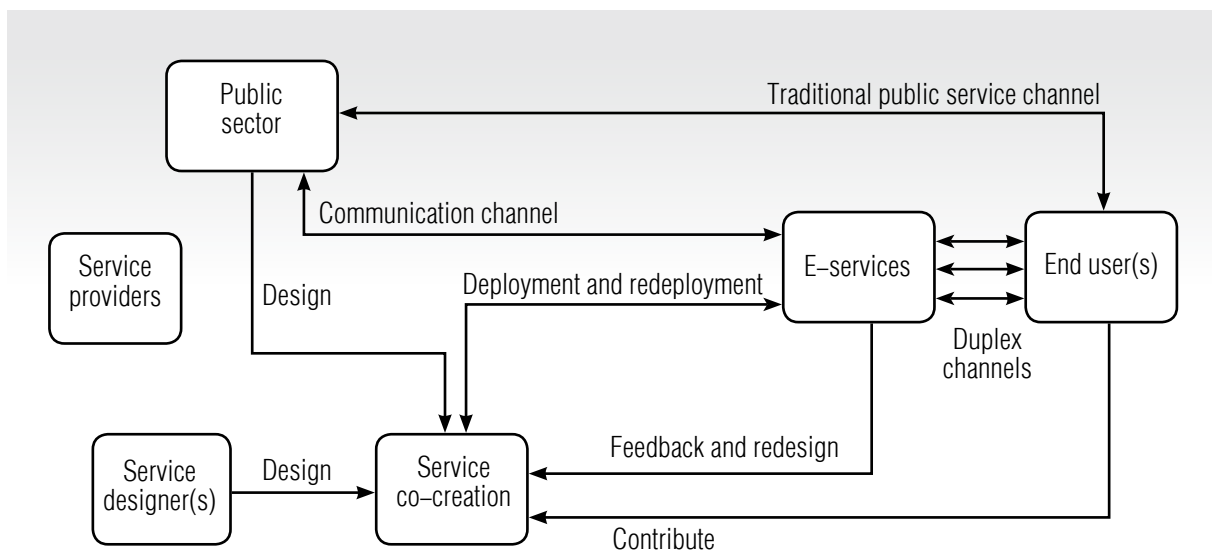 Public
sector
Traditional public service channel
Communication channel
Service
providers
Design
Deployment and redeployment
E–services
End user(s)
Duplex
channels
Service
designer(s)
Design
Service
co–creation
Feedback and redesign
Contribute